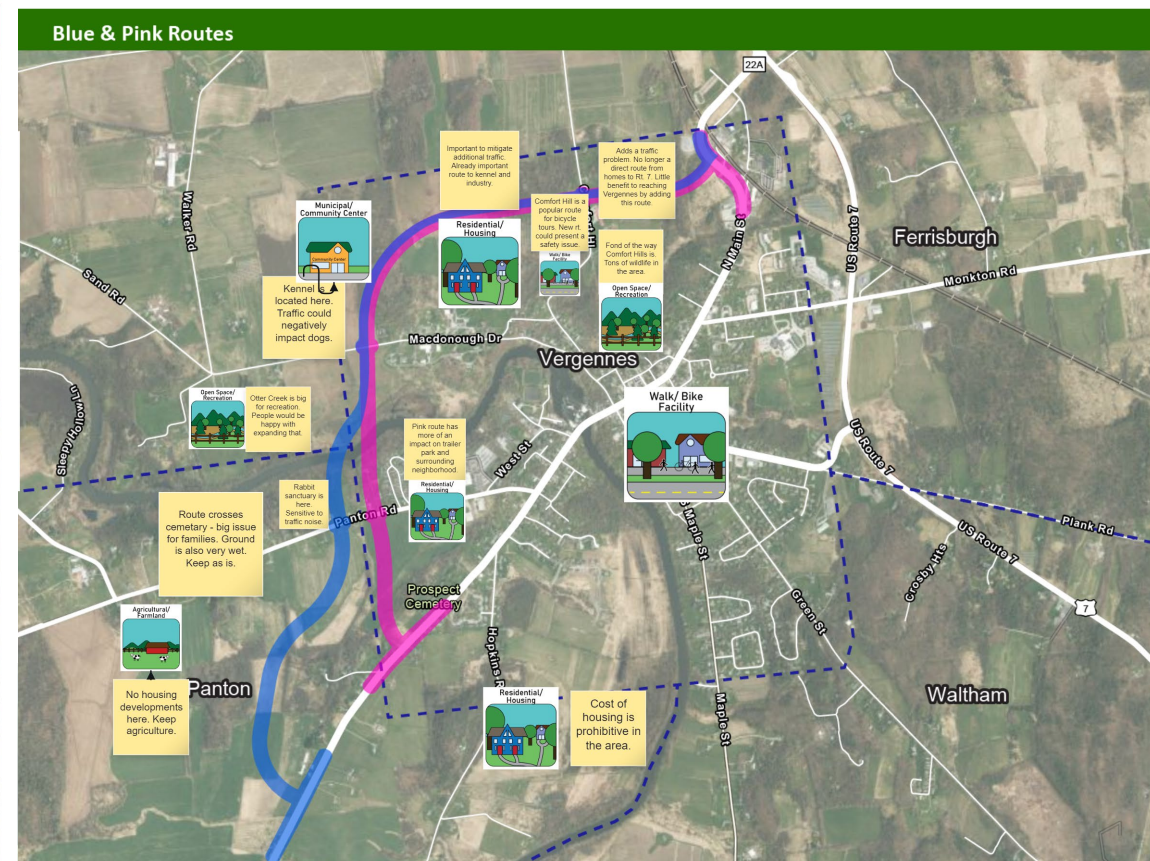 Blue & Pink Routes
22A
Important to mitigate
additional traffic.
Already important
route to kennel and
industry.
Adds a traffic
problem. No longer a
direct route from
homes to Rt. 7. Little
benefit to reaching
Vergennes by adding
this route.
Walker Rd
Municipal/
Community Center
Community Center
Residential/
Housing
Comfort Hill is a
popular route
for bicycle
tours. New rt.
could present a
safety issue.
Walk/ Bike
Facility
N Main St
US Route 7
Ferrisburgh
Monkton Rd
Fond of the way
Comfort Hills is.
Tons of wildlife in
the area.
Open Space/
Recreation
Sand Rd
Kennel is
located here.
Traffic could
negatively
impact dogs.
Macdonough Dr
Vergennes
Sleepy Hollow Ln
Open Space/
Recreation
Otter Creek is big
for recreation.
People would be
happy with
expanding that.
Walk/ Bike
Facility
Pink route has
more of an
impact on trailer
park and
surrounding
neighborhood
Residential/
Housing
West St
US Route 7
Rabbit
sanctuary is
here.
Sensitive to
traffic noise.
Panton Rd
Route crosses
cemetary - big issue
for families. Ground
is also very wet.
Keep as is.
S Maple St
Plank Rd
US Route 7
Crosby Hts
Prospect
Cemetery
Green St
7
Agricultural/
Farmland
Hopkins R
Panton
No housing
developments
here. Keep
agriculture.
Residential/
Housing
Cost of
housing is
prohibitive in
the area.
Maple St
Waltham